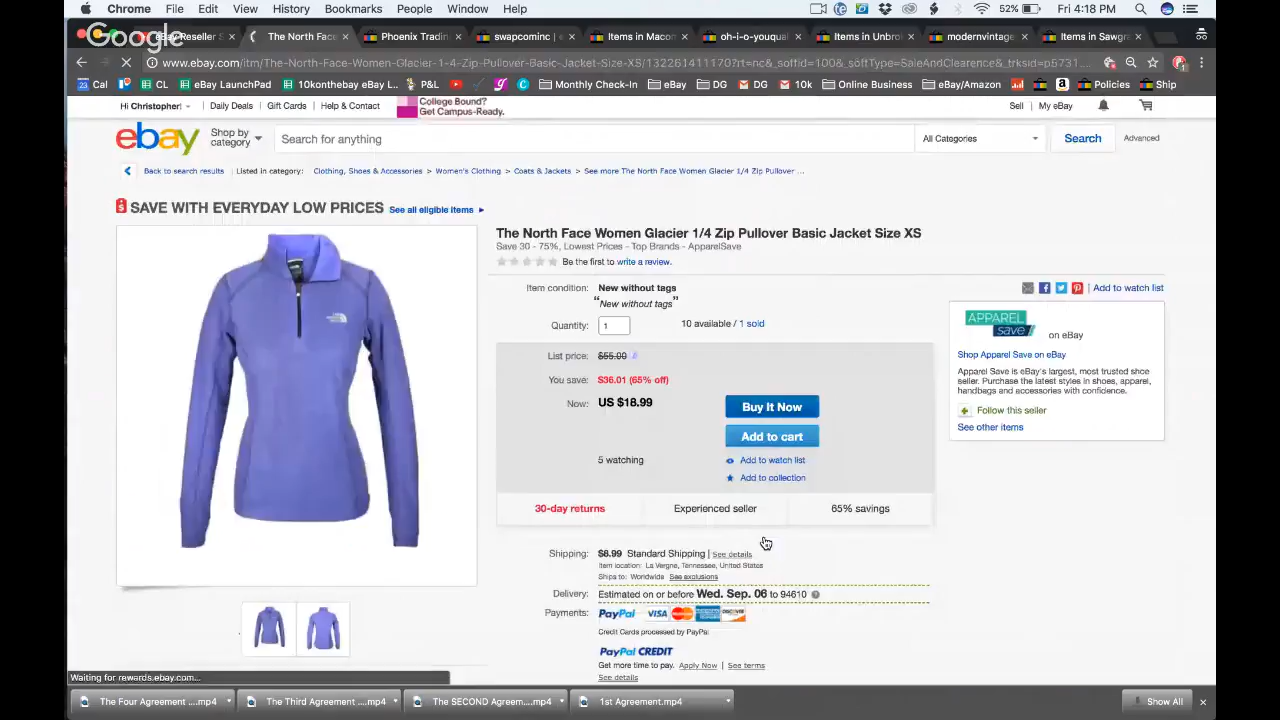 Chrome File Edit View History Bookmarks People Window Help 52% Fri 4:18 PM
Google
eBay Reseller S The North Face Phoenix Tradin swapcominc | e Items in Macom oh-i-o-youquai Items in Unbrok modernvintage Items in Sawgra
www.ebay.com/itm/The-North-Face-Women-Glacier-1-4-Zip-Pullover-Basic-Jacket-Size-XS/132261411170?t=nc&_soffid=100&_soffType=SaleAndClearence&_trksid=p5731...
Cal CL eBay LaunchPad 10konthebay eBay L... P&L Monthly Check-In eBay DG DG 10k Online Business eBay/Amazon Policies Ship
Hi Christopher! Daily Deals Gift Cards Help & Contact College Bound? Get Campus-Ready. Sell My eBay
ebay Shop by category Search for anything All Categories Search Advanced
Back to search results Listed in category: Clothing, Shoes & Accessories > Women's Clothing > Coats & Jackets > See more The North Face Women Glacier 1/4 Zip Pullover ...
SAVE WITH EVERYDAY LOW PRICES See all eligible items
The North Face Women Glacier 1/4 Zip Pullover Basic Jacket Size XS
Save 30 - 75%, Lowest Prices - Top Brands - ApparelSave
Be the first to write a review.
Item condition: New without tags
"New without tags"
Quantity: 1 10 available / 1 sold
List price: $55.00
You save: $36.01 (65% off)
Now: US $18.99 Buy It Now
Add to cart
5 watching Add to watch list
Add to collection
30-day returns Experienced seller 65% savings
Shipping: $6.99 Standard Shipping | See details
Item location: La Vergne, Tennessee, United States
Ships to: Worldwide See exclusions
Delivery: Estimated on or before Wed. Sep. 06 to 94610
Payments: PayPal VISA DISCOVER
Credit Cards processed by PayPal
PayPal CREDIT
Get more time to pay. Apply Now | See terms
See details
| Add to watch list
APPAREL save on eBay
Shop Apparel Save on eBay
Apparel Save is eBay's largest, most trusted shoe
seller. Purchase the latest styles in shoes, apparel,
handbags and accessories with confidence.
Follow this seller
See other items
Waiting for rewards.ebay.com...
The Four Agreement ....mp4 The Third Agreement ....mp4 The SECOND Agreem....mp4 1st Agreement.mp4 Show All